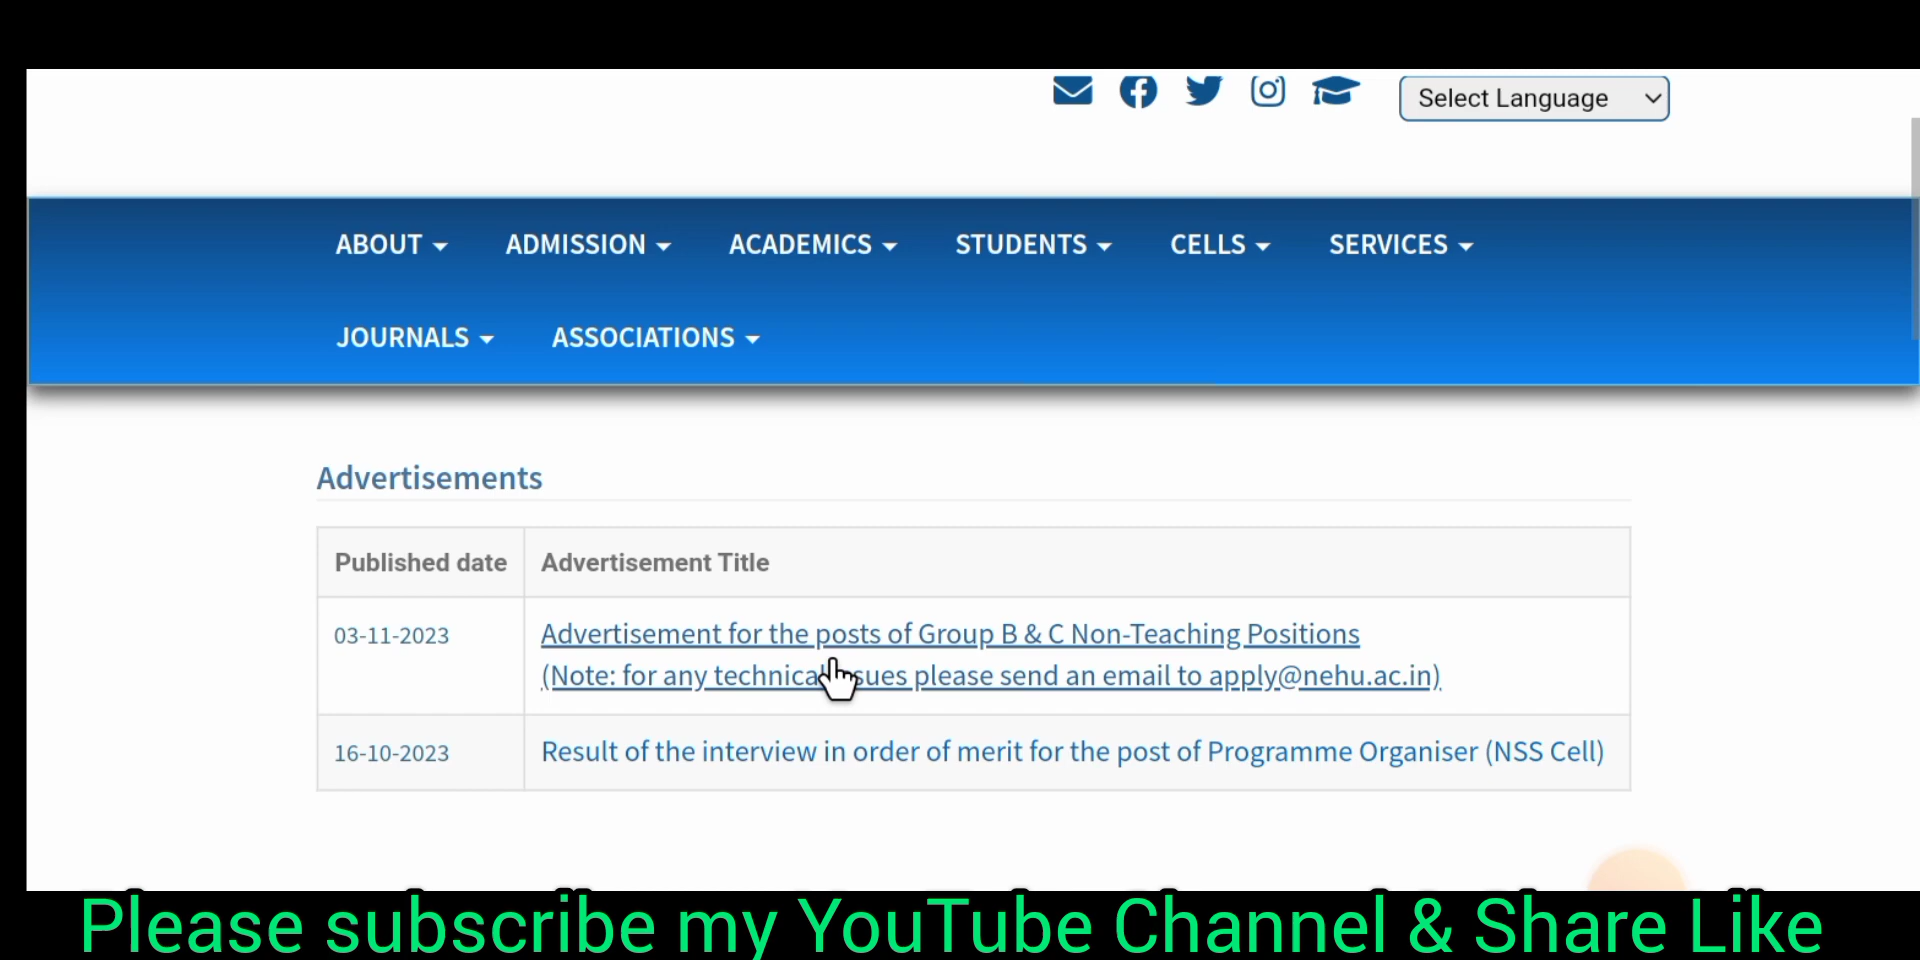 Select Language
ABOUT ADMISSION ACADEMICS STUDENTS CELLS SERVICES
JOURNALS ASSOCIATIONS
Advertisements
Published date Advertisement Title
03-11-2023 Advertisement for the posts of Group B & C Non-Teaching Positions
(Note: for any technical issues please send an email to apply@nehu.ac.in)
16-10-2023 Result of the interview in order of merit for the post of Programme Organiser (NSS Cell)
Please subscribe my YouTube Channel & Share Like